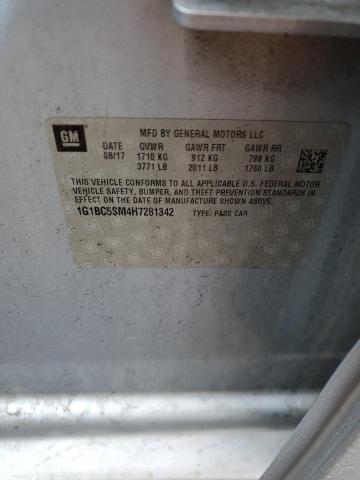 GM
MFD BY GENERAL MOTORS LLC
DATE GVWR GAWR FRT GAWR RR
08/17 1710 KG 912 KG 798 KG
3771 LB 2011 LB 1760 LB
THIS VEHICLE CONFORMS TO ALL APPLICABLE U.S. FEDERAL MOTOR
VEHICLE SAFETY, BUMPER, AND THEFT PREVENTION STANDARDS
IN EFFECT ON THE DATE OF MANUFACTURE SHOWN ABOVE.
1G1BC5SM4H7281342 TYPE: PASS CAR